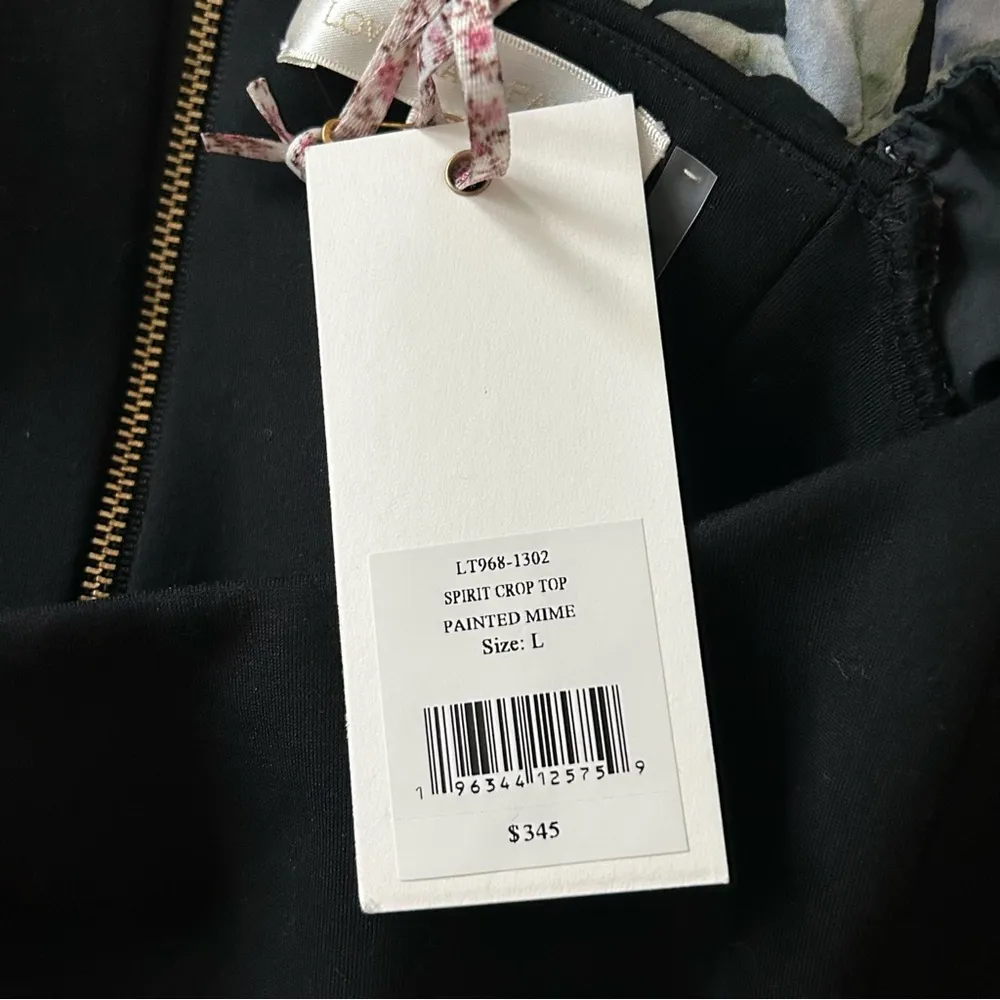 LT968-1302
SPIRIT CROP TOP
PAINTED MIME
Size: L
1 96344 12575 9
$345